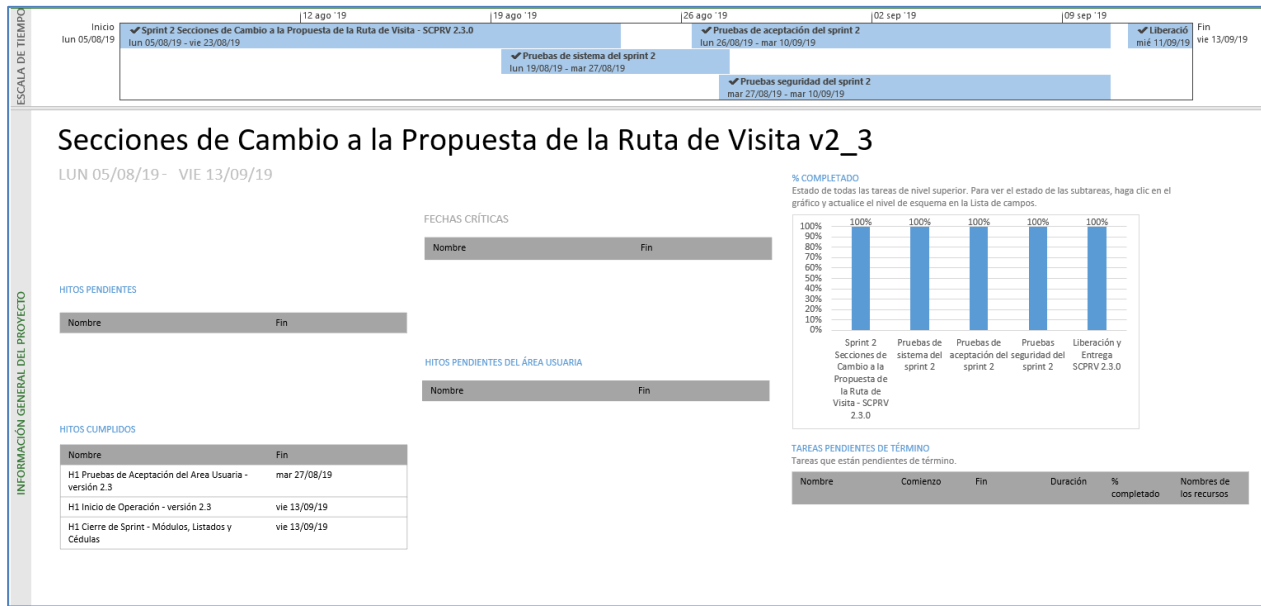 ESCALA DE TIEMPO
12 ago '19
19 ago '19
26 ago '19
02 sep '19
09 sep '19
Inicio
lun 05/08/19
Sprint 2 Secciones de Cambio a la Propuesta de la Ruta de Visita - SCPRV 2.3.0
lun 05/08/19 - vie 23/08/19
Pruebas de aceptación del sprint 2
lun 26/08/19 - mar 10/09/19
Liberació
mié 11/09/19
Fin
vie 13/09/19
Pruebas de sistema del sprint 2
lun 19/08/19 - mar 27/08/19
Pruebas seguridad del sprint 2
mar 27/08/19 - mar 10/09/19
INFORMACIÓN GENERAL DEL PROYECTO
Secciones de Cambio a la Propuesta de la Ruta de Visita v2_3
LUN 05/08/19 - VIE 13/09/19
HITOS PENDIENTES
Nombre Fin
HITOS CUMPLIDOS
Nombre Fin
H1 Pruebas de Aceptación del Area Usuaria - mar 27/08/19
versión 2.3
H1 Inicio de Operación - versión 2.3 vie 13/09/19
H1 Cierre de Sprint - Módulos, Listados y vie 13/09/19
Cédulas
FECHAS CRÍTICAS
Nombre Fin
HITOS PENDIENTES DEL ÁREA USUARIA
Nombre Fin
% COMPLETADO
Estado de todas las tareas de nivel superior. Para ver el estado de las subtareas, haga clic en el
gráfico y actualice el nivel de esquema en la Lista de campos.
100% 100% 100% 100% 100%
100%
90%
80%
70%
60%
50%
40%
30%
20%
10%
0%
Sprint 2
Secciones de
Cambio a la
Propuesta de
la Ruta de
Visita - SCPRV
2.3.0
Pruebas de
sistema del
sprint 2
Pruebas de
aceptación del
sprint 2
Pruebas
seguridad del
sprint 2
Liberación y
Entrega
SCPRV 2.3.0
TAREAS PENDIENTES DE TÉRMINO
Tareas que están pendientes de término.
Nombre Comienzo Fin Duración % Nombres de
completado los recursos